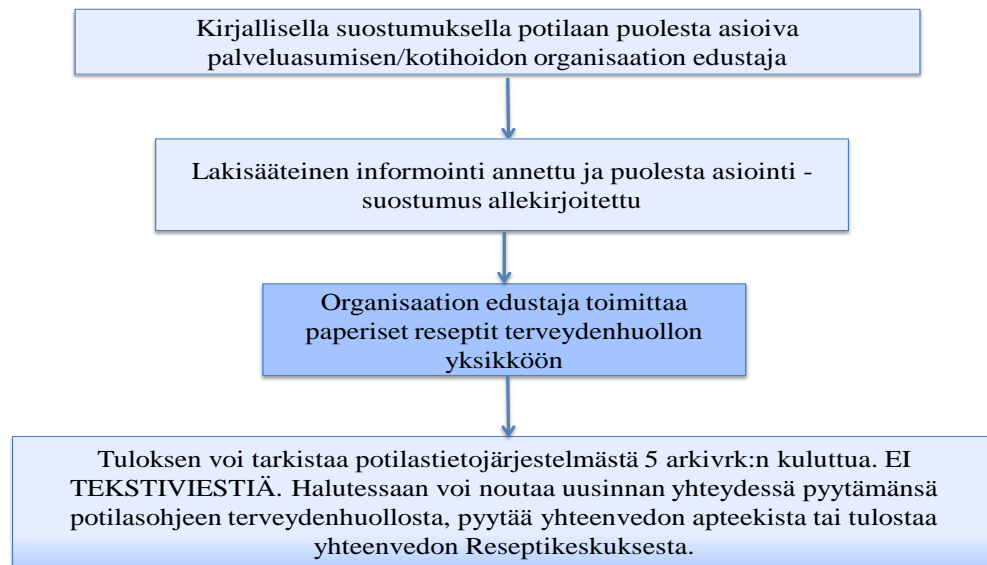 Kirjallisella suostumuksella potilaan puolesta asioiva
palveluasumisen/kotihoidon organisaation edustaja
Lakisääteinen informointi annettu ja puolesta asiointi -
suostumus allekirjoitettu
Organisaation edustaja toimittaa
paperiset reseptit terveydenhuollon
yksikköön
Tuloksen voi tarkistaa potilastietojärjestelmästä 5 arkivrk:n kuluttua. EI
TEKSTIVIESTIÄ. Halutessaan voi noutaa uusinnan yhteydessä pyytämänsä
potilasohjeen terveydenhuollosta, pyytää yhteenvedon apteekista tai tulostaa
yhteenvedon Reseptikeskuksesta.